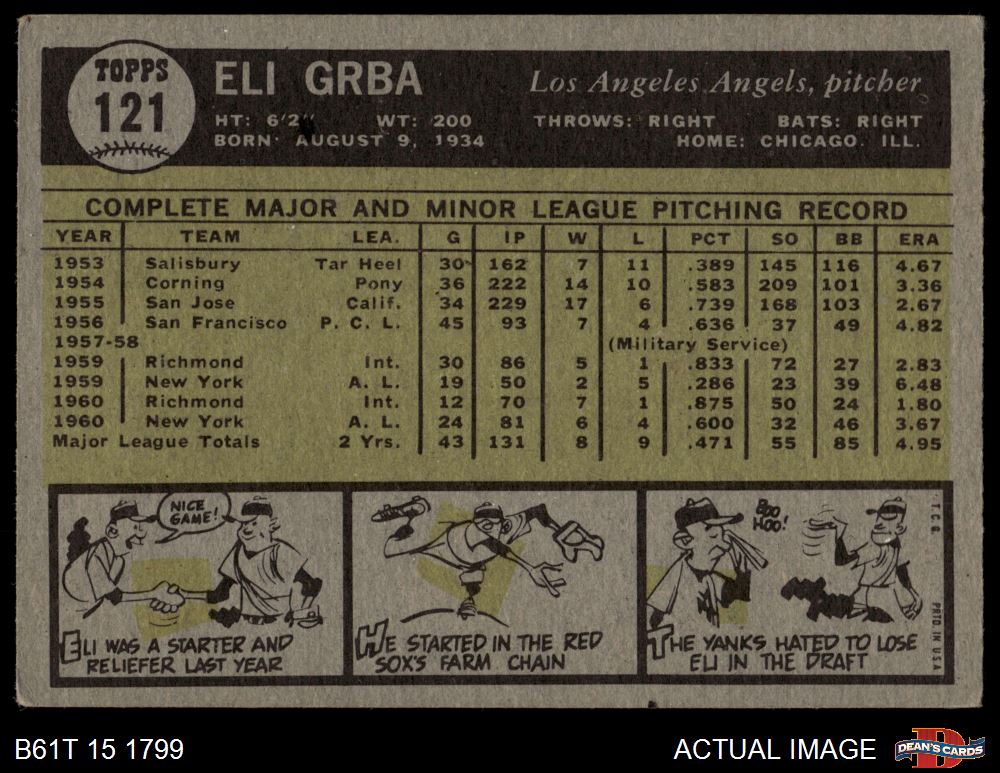 TOPPS
121
ELI GRBA
Los Angeles Angels, pitcher
HT: 6'2" WT: 200 THROWS: RIGHT BATS: RIGHT
BORN: AUGUST 9, 1934 HOME: CHICAGO, ILL.
COMPLETE MAJOR AND MINOR LEAGUE PITCHING RECORD
YEAR TEAM LEA. G IP W L PCT SO BB ERA
1953 Salisbury Tar Heel 30 162 7 11 .389 145 116 4.67
1954 Corning Pony 36 222 14 10 .583 209 101 3.36
1955 San Jose Calif. 34 229 17 6 .739 168 103 2.67
1956 San Francisco P. C. L. 45 93 7 4 .636 37 49 4.82
1957-58 (Military Service)
1959 Richmond Int. 30 86 5 1 .833 72 27 2.83
1959 New York A. L. 19 50 2 5 .286 23 39 6.48
1960 Richmond Int. 12 70 7 1 .875 50 24 1.80
1960 New York A. L. 24 81 6 4 .600 32 46 3.67
Major League Totals 2 Yrs. 43 131 8 9 .471 55 85 4.95
NICE
GAME!
ELI WAS A STARTER AND
RELIEFER LAST YEAR
HE STARTED IN THE RED
SOX'S FARM CHAIN
BOO
HOO!
THE YANKS HATED TO LOSE
ELI IN THE DRAFT
T.C.G. PRTD. IN U.S.A.
B61T 15 1799
ACTUAL IMAGE
D
DEAN'S CARDS